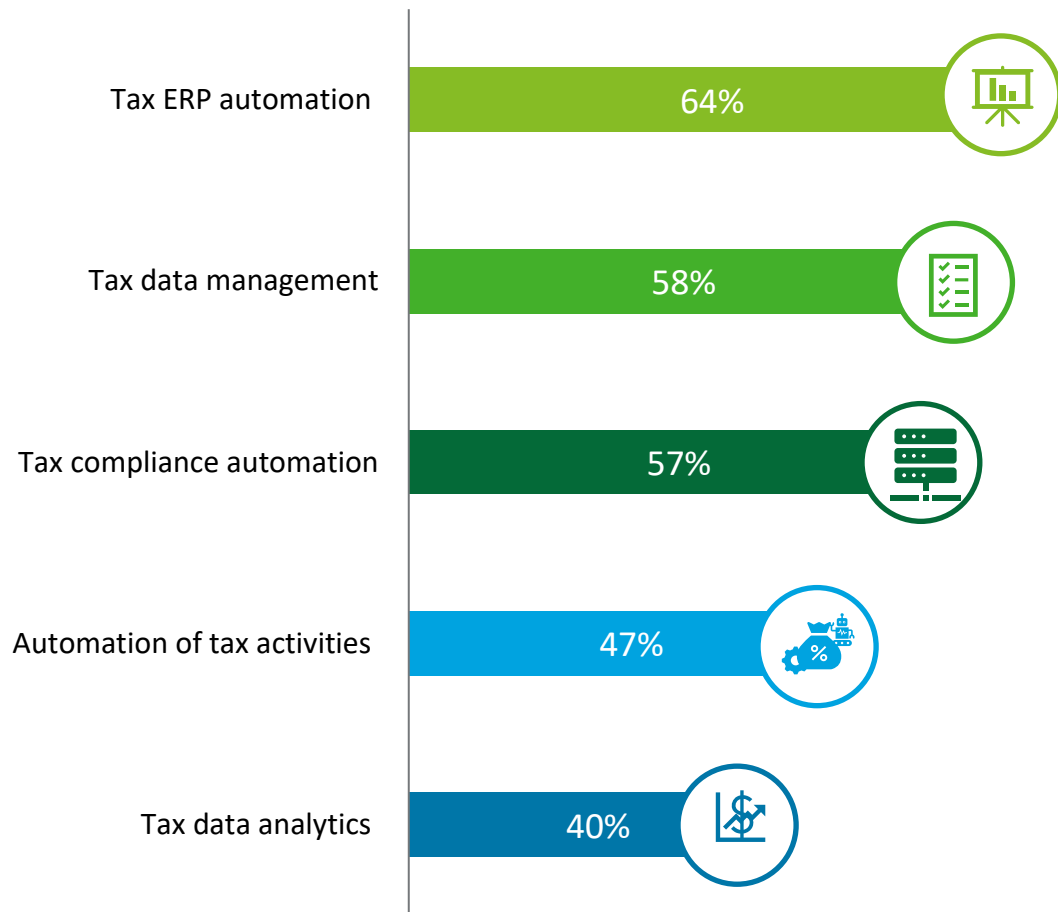 Tax ERP automation
64%
Tax data management
58%
Tax compliance automation
57%
Automation of tax activities
47%
%
Tax data analytics
40%
$